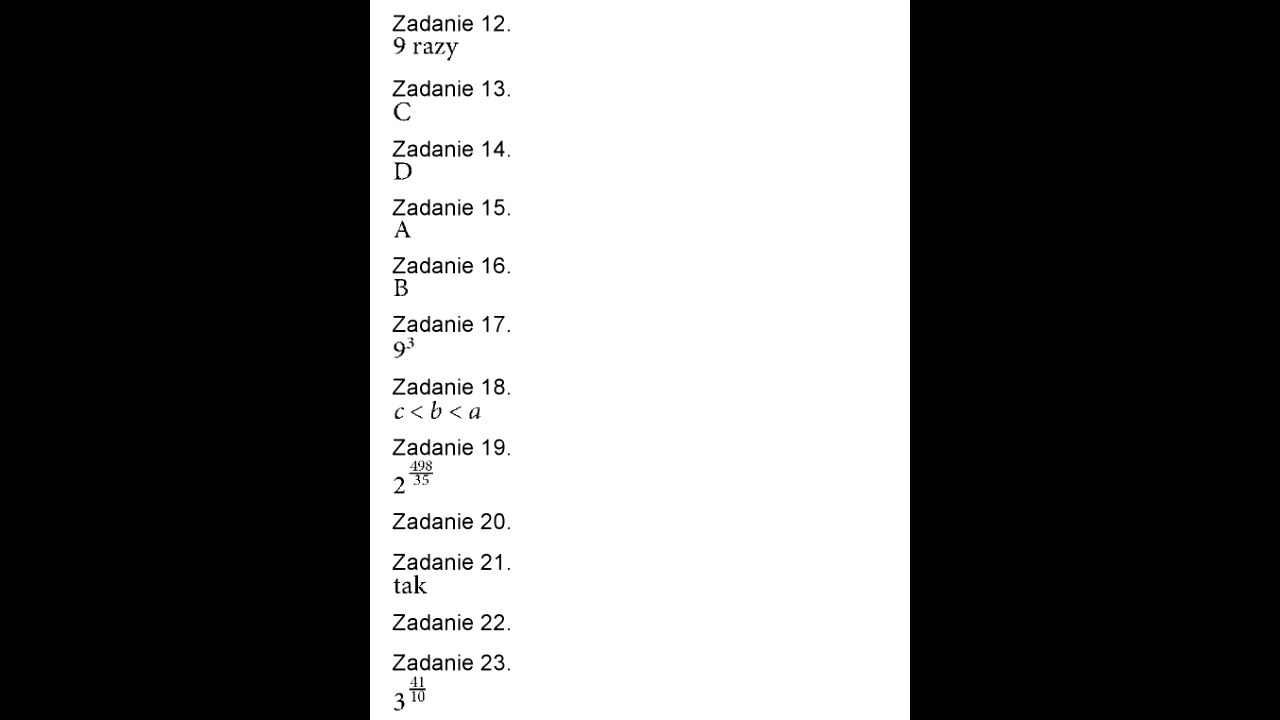 Zadanie 12.
9 razy
Zadanie 13.
C
Zadanie 14.
D
Zadanie 15.
A
Zadanie 16.
B
Zadanie 17.
9³
Zadanie 18.
c < b < a
Zadanie 19.
2^(498/35)
Zadanie 20.
Zadanie 21.
tak
Zadanie 22.
Zadanie 23.
3^(41/10)